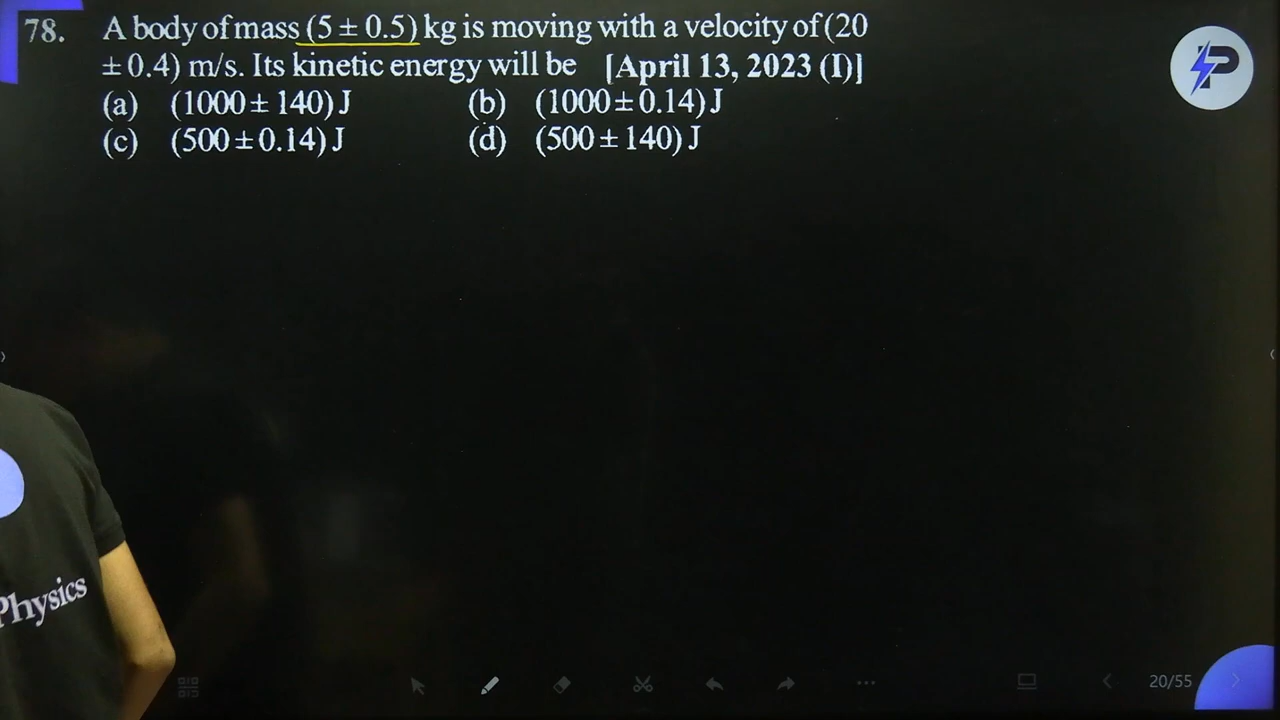 78. A body of mass (5 ± 0.5) kg is moving with a velocity of (20
± 0.4) m/s. Its kinetic energy will be [April 13, 2023 (I)]
(a) (1000 ± 140) J (b) (1000 ± 0.14) J
(c) (500 ± 0.14) J (d) (500 ± 140) J
P
Physics
20/55